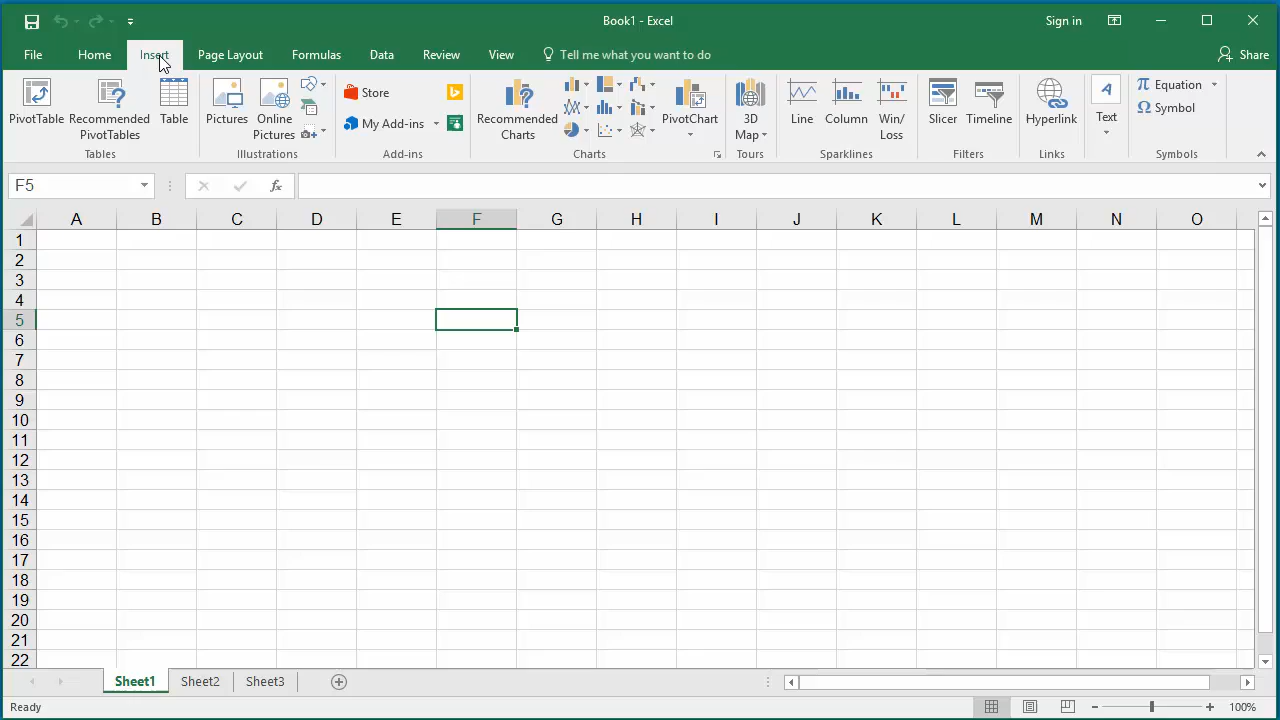 Book1 - Excel
Sign in
File Home Insert Page Layout Formulas Data Review View Tell me what you want to do Share
PivotTable
Recommended
PivotTables
Table
Tables
Pictures
Online
Pictures
Illustrations
Store
My Add-ins
Add-ins
Recommended
Charts
PivotChart
Charts
3D
Map
Tours
Line
Column
Win/
Loss
Sparklines
Slicer
Timeline
Filters
Hyperlink
Links
A
Text
π Equation
Ω Symbol
Symbols
F5
fx
A B C D E F G H I J K L M N O
1
2
3
4
5
6
7
8
9
10
11
12
13
14
15
16
17
18
19
20
21
22
Sheet1 Sheet2 Sheet3
Ready
100%